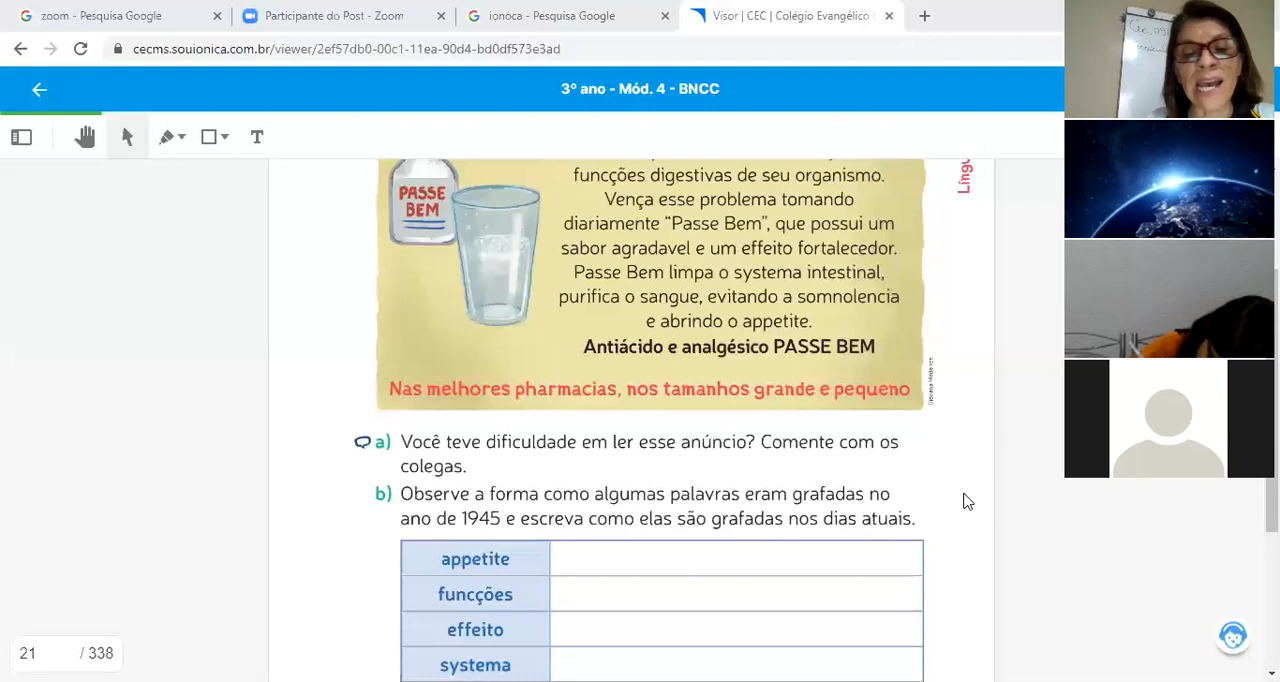 zoom - Pesquisa Google
Participante do Post - Zoom
ionoca - Pesquisa Google
Visor | CEC | Colégio Evangélico
cecms.souionica.com.br/viewer/2ef57db0-00c1-11ea-90d4-bd0df573e3ad
3º ano - Mód. 4 - BNCC
T
PASSE
BEM
funcções digestivas de seu organismo.
Vença esse problema tomando
diariamente “Passe Bem”, que possui um
sabor agradavel e um effeito fortalecedor.
Passe Bem limpa o systema intestinal,
purifica o sangue, evitando a somnolencia
e abrindo o appetite.
Antiácido e analgésico PASSE BEM
Nas melhores pharmacias, nos tamanhos grande e pequeno
a) Você teve dificuldade em ler esse anúncio? Comente com os
colegas.
b) Observe a forma como algumas palavras eram grafadas no
ano de 1945 e escreva como elas são grafadas nos dias atuais.
appetite
funcções
effeito
systema
21 / 338